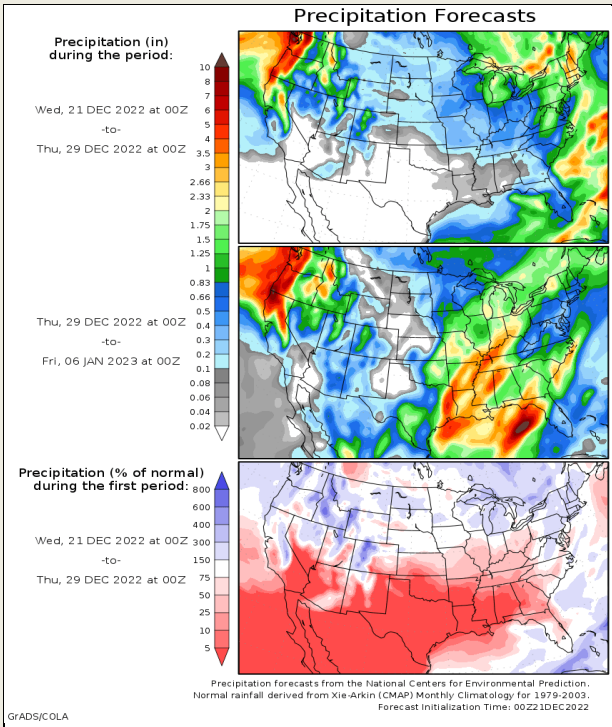 Precipitation Forecasts
Precipitation (in)
during the period:
Wed, 21 DEC 2022 at 00Z
-to-
Thu, 29 DEC 2022 at 00Z
10
8
7
6
5
4
3.5
3
2.66
2.33
2
1.75
1.5
1.25
1
0.83
0.66
0.5
0.4
0.3
0.2
0.1
0.08
0.06
0.04
0.02
Thu, 29 DEC 2022 at 00Z
-to-
Fri, 06 JAN 2023 at 00Z
Precipitation (% of normal)
during the first period:
Wed, 21 DEC 2022 at 00Z
-to-
Thu, 29 DEC 2022 at 00Z
800
600
400
300
150
75
50
25
10
5
Precipitation forecasts from the National Centers for Environmental Prediction.
Normal rainfall derived from Xie-Arkin (CMAP) Monthly Climatology for 1979-2003.
Forecast Initialization Time: 00Z21DEC2022
GrADS/COLA